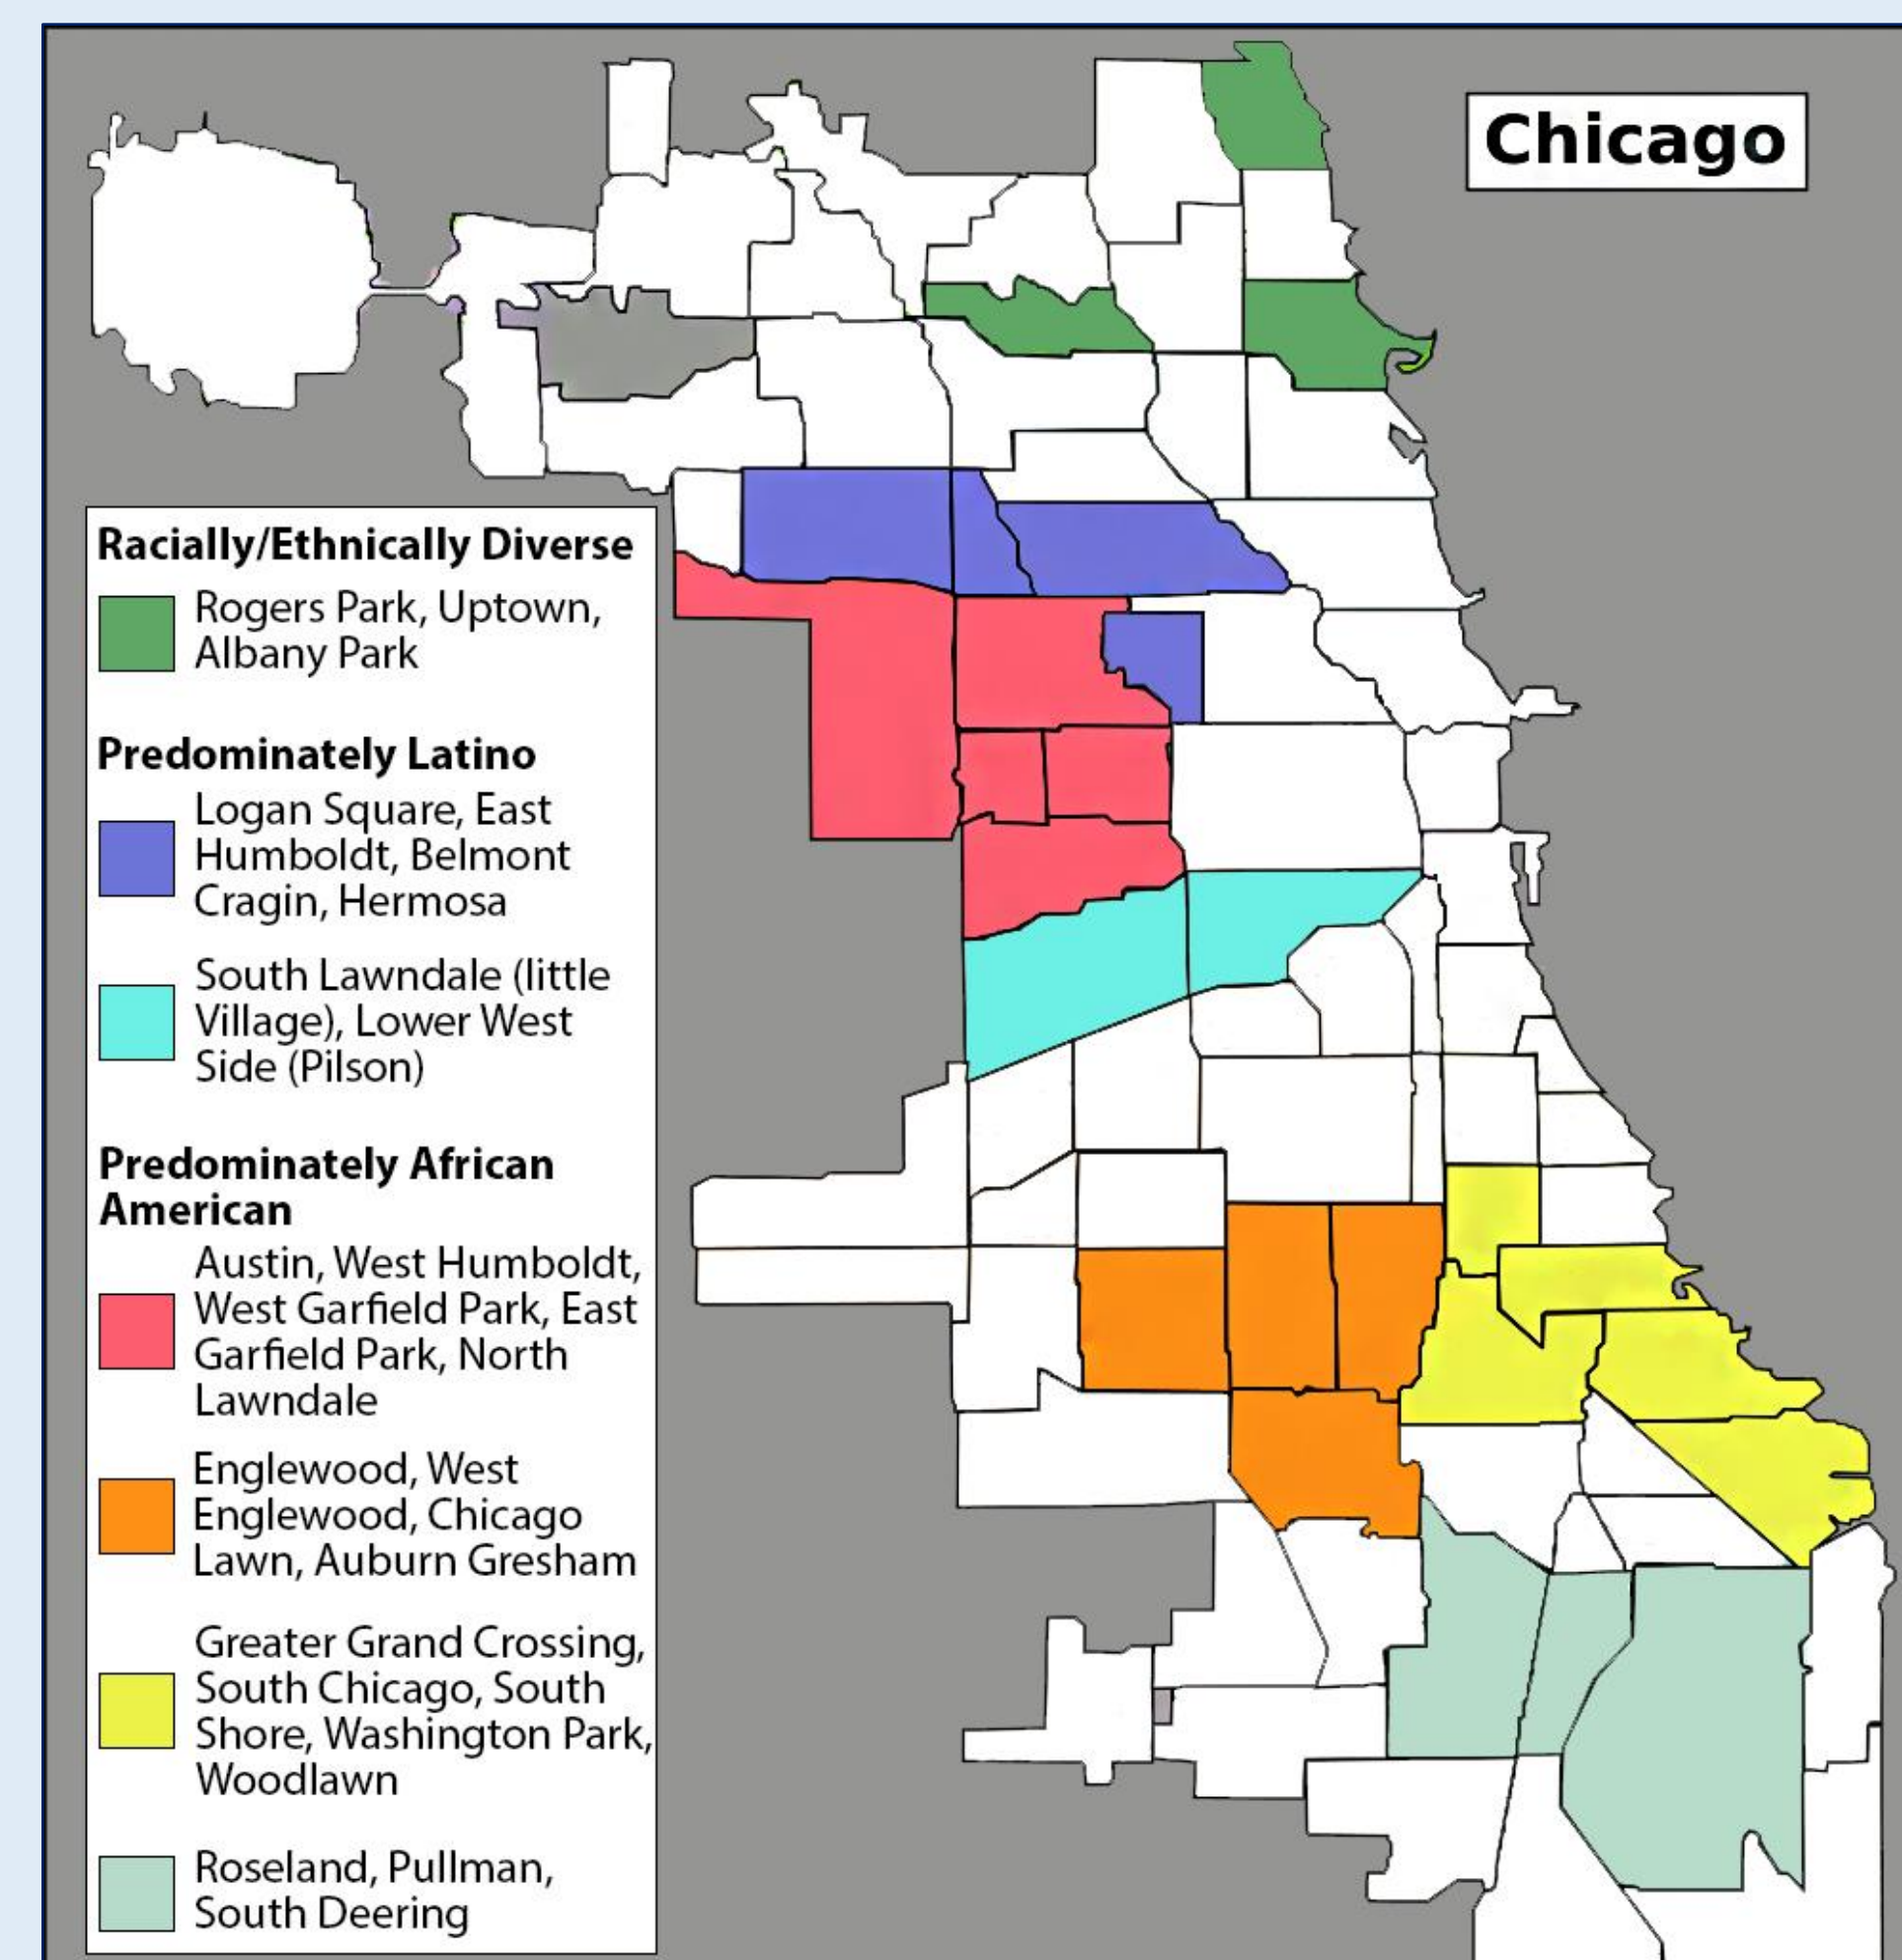 Chicago
Racially/Ethnically Diverse
Rogers Park, Uptown,
Albany Park
Predominately Latino
Logan Square, East
Humboldt, Belmont
Cragin, Hermosa
South Lawndale (little
Village), Lower West
Side (Pilson)
Predominately African
American
Austin, West Humboldt,
West Garfield Park, East
Garfield Park, North
Lawndale
Englewood, West
Englewood, Chicago
Lawn, Auburn Gresham
Greater Grand Crossing,
South Chicago, South
Shore, Washington Park,
Woodlawn
Roseland, Pullman,
South Deering